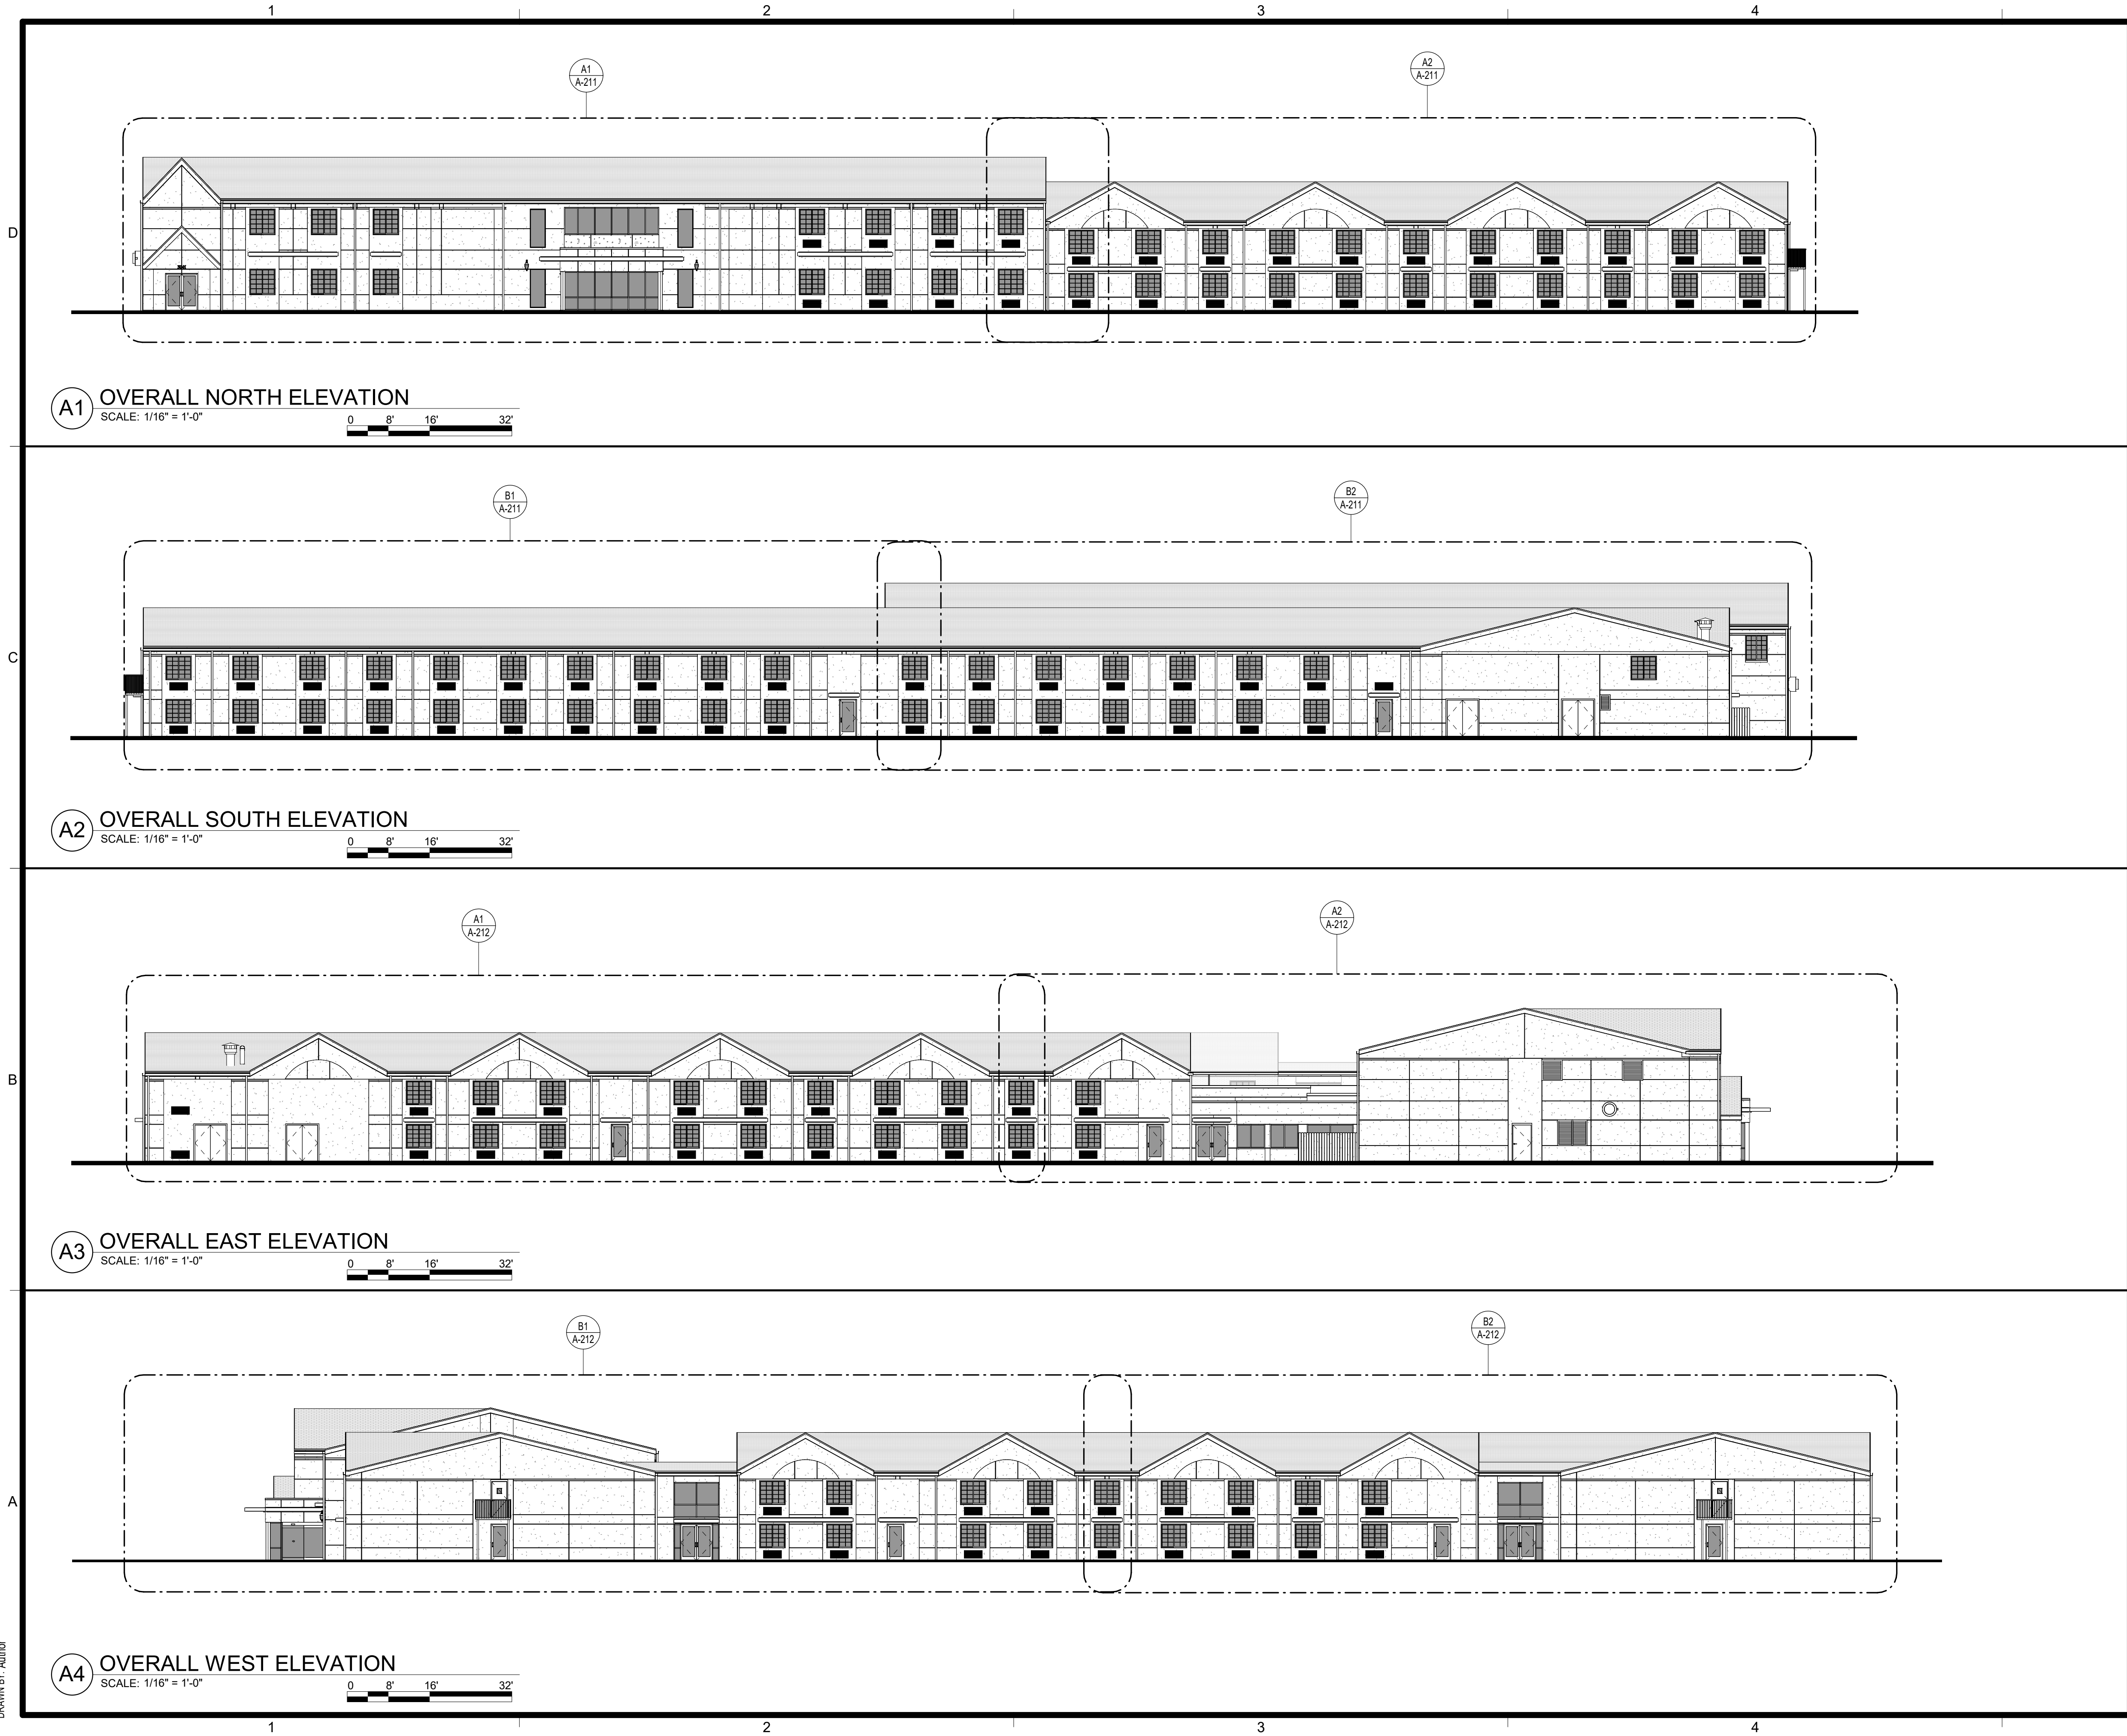 1 2 3 4
A1
A-211
A2
A-211
D
A1 OVERALL NORTH ELEVATION
SCALE: 1/16" = 1'-0"
0 8' 16' 32'
B1
A-211
B2
A-211
C
A2 OVERALL SOUTH ELEVATION
SCALE: 1/16" = 1'-0"
0 8' 16' 32'
A1
A-212
A2
A-212
B
A3 OVERALL EAST ELEVATION
SCALE: 1/16" = 1'-0"
0 8' 16' 32'
B1
A-212
B2
A-212
A
A4 OVERALL WEST ELEVATION
SCALE: 1/16" = 1'-0"
0 8' 16' 32'
DRAWN BY: Author
1 2 3 4